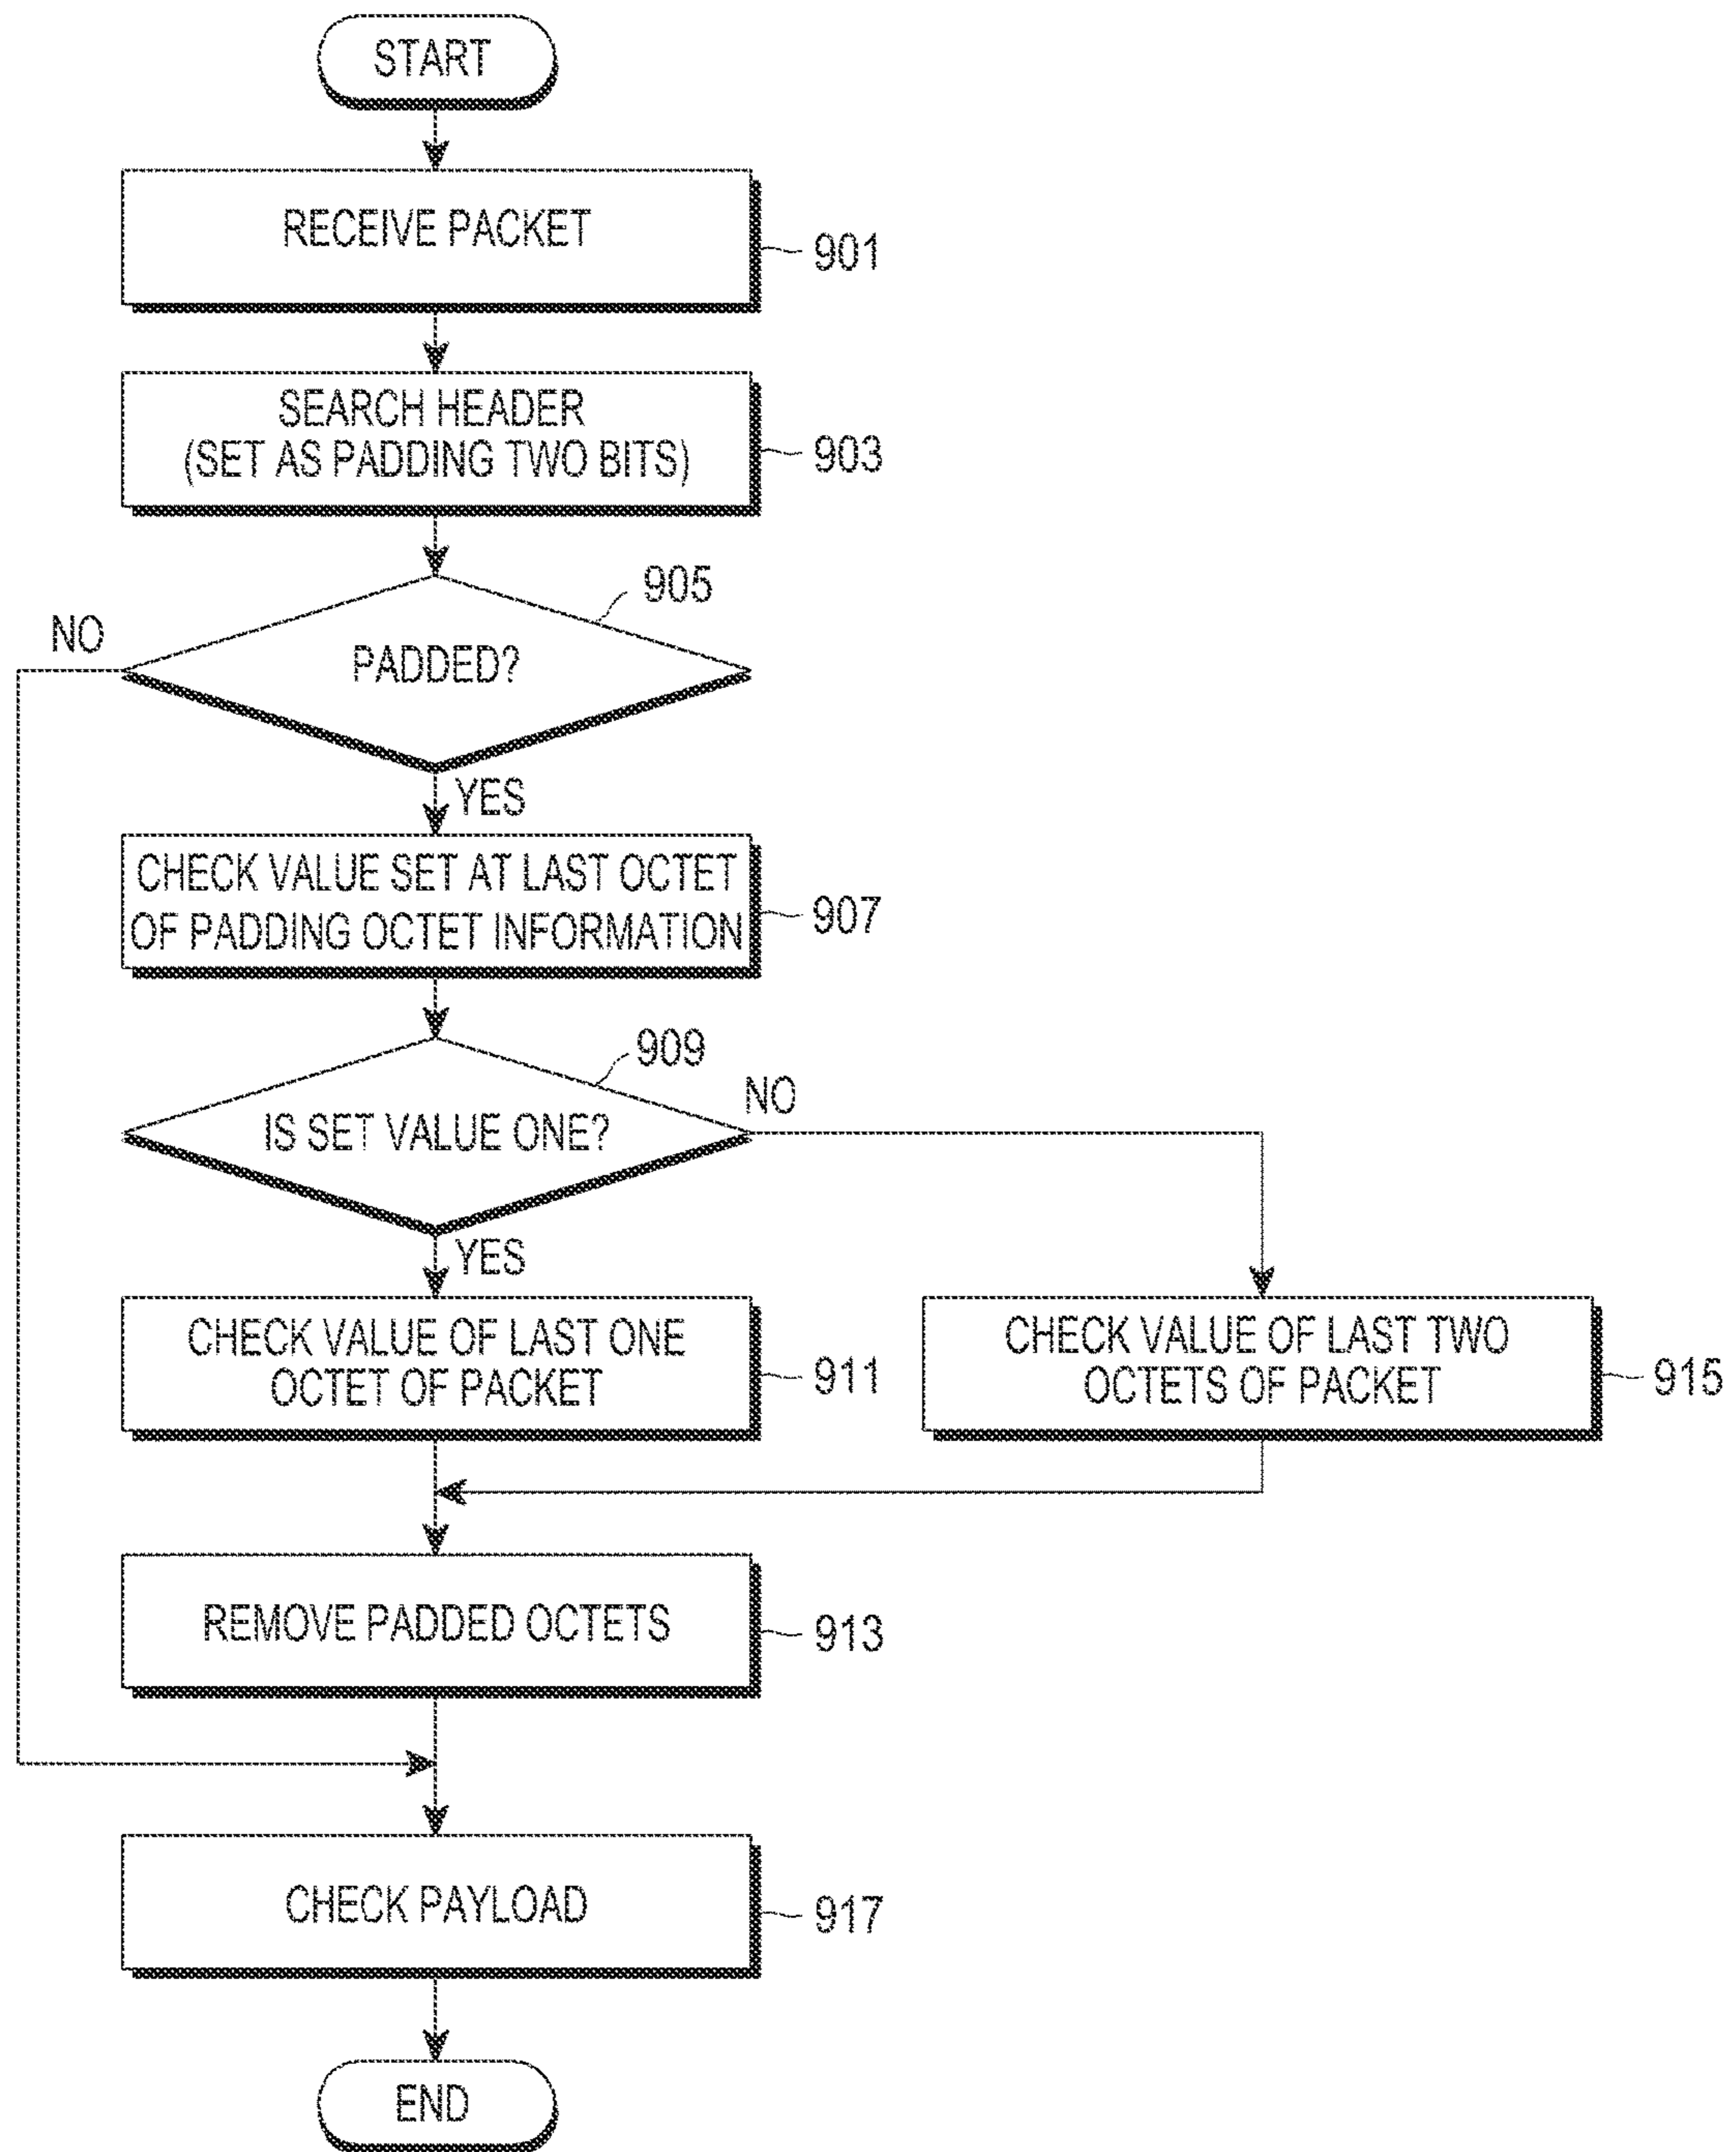 START
RECEIVE PACKET
901
SEARCH HEADER
(SET AS PADDING TWO BITS)
903
905
NO
PADDED?
YES
CHECK VALUE SET AT LAST OCTET
OF PADDING OCTET INFORMATION
907
909
NO
IS SET VALUE ONE?
YES
CHECK VALUE OF LAST ONE
OCTET OF PACKET
911
CHECK VALUE OF LAST TWO
OCTETS OF PACKET
915
REMOVE PADDED OCTETS
913
CHECK PAYLOAD
917
END